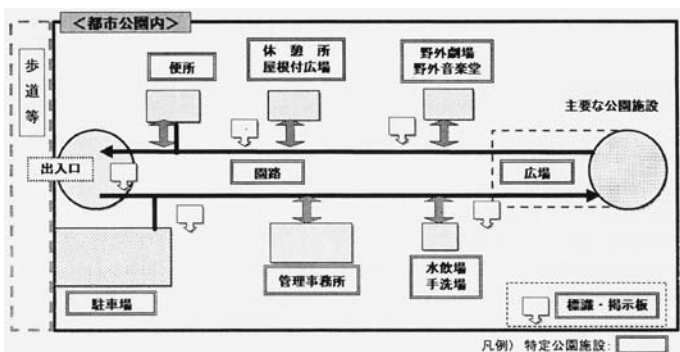 ＜都市公園内＞
歩道等
便所
休憩所
屋根付広場
野外劇場
野外音楽堂
主要な公園施設
出入口
園路
広場
駐車場
管理事務所
水飲場
手洗場
標識・掲示板
凡例）特定公園施設：